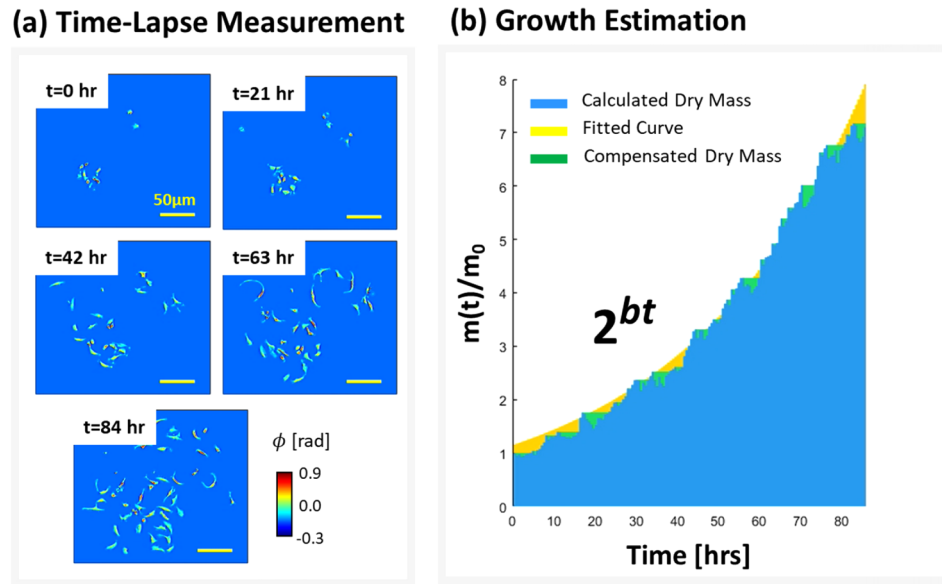 (a) Time-Lapse Measurement
t=0 hr
50μm
t=21 hr
t=42 hr
t=63 hr
t=84 hr
ϕ [rad]
0.9
0.0
-0.3
(b) Growth Estimation
Calculated Dry Mass
Fitted Curve
Compensated Dry Mass
2^bt
m(t)/m₀
8
7
6
5
4
3
2
1
0
0 10 20 30 40 50 60 70 80
Time [hrs]